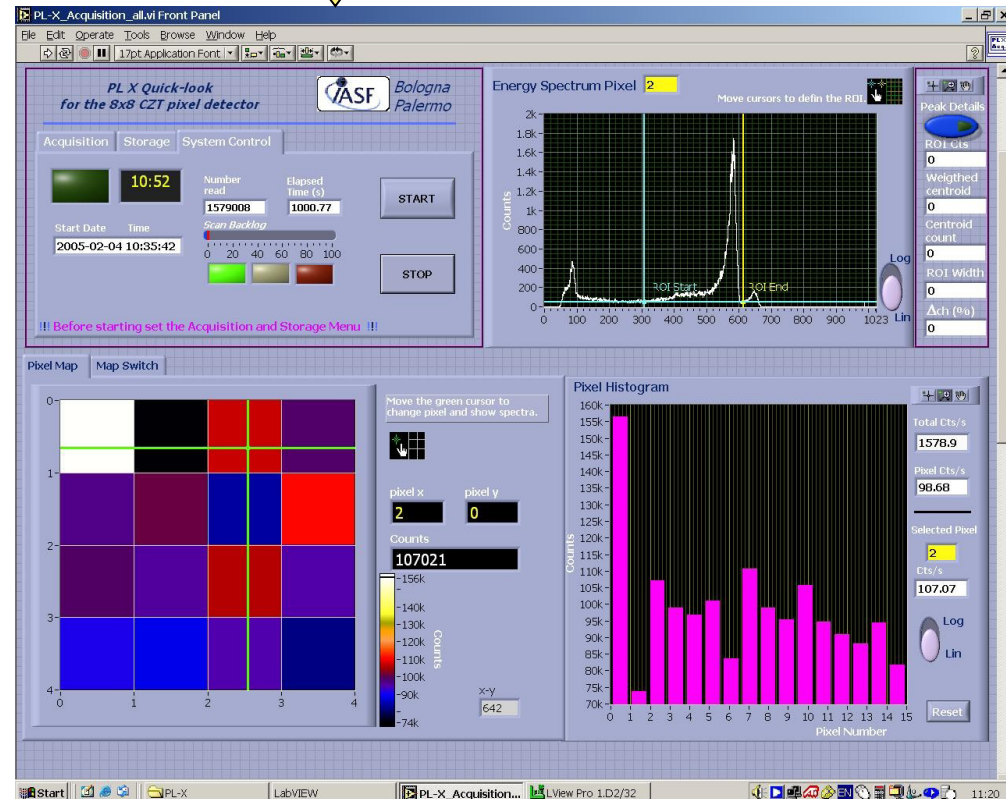 PL-X_Acquisition_all.vi Front Panel
File Edit Operate Tools Browse Window Help
17pt Application Font
PL X Quick-look
for the 8x8 CZT pixel detector
IASF
Bologna
Palermo
Acquisition Storage System Control
10:52
Number read
1579008
Elapsed Time (s)
1000.77
START
Start Date Time
2005-02-04 10:35:42
Scan Backlog
0 20 40 60 80 100
STOP
!!! Before starting set the Acquisition and Storage Menu !!!
Energy Spectrum Pixel 2
Move cursors to defin the ROI.
2k
1.8k
1.6k
1.4k
1.2k
1k
800
600
400
200
0
Counts
ROI Start
ROI End
0 100 200 300 400 500 600 700 800 900 1023
Log
Lin
Peak Details
ROI Cts
0
Weigthed centroid
0
Centroid count
0
ROI Width
0
Δch (%)
0
Pixel Map Map Switch
0
1
2
3
4
0 1 2 3 4
Move the green cursor to
change pixel and show spectra.
pixel x pixel y
2 0
Counts
107021
156k
140k
130k
120k
110k
100k
90k
74k
Counts
x-y
642
Pixel Histogram
160k
155k
150k
145k
140k
135k
130k
125k
120k
115k
110k
105k
100k
95k
90k
85k
80k
75k
70k
Counts
0 1 2 3 4 5 6 7 8 9 10 11 12 13 14 15
Pixel Number
Total Cts/s
1578.9
Pixel Cts/s
98.68
Selected Pixel
2
Cts/s
107.07
Log
Lin
Reset
Start PL-X LabVIEW PL-X_Acquisition... LView Pro 1.D2/32 EN 11:20